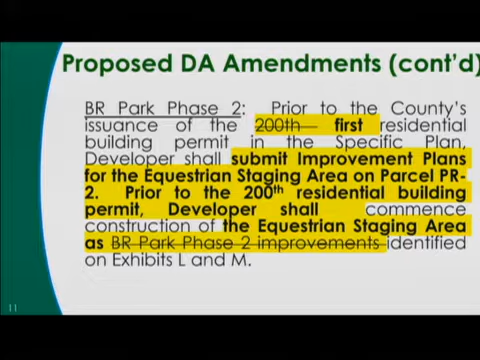 Proposed DA Amendments (cont'd)
BR Park Phase 2: Prior to the County's
issuance of the 200th first residential
building permit in the Specific Plan,
Developer shall submit Improvement Plans
for the Equestrian Staging Area on Parcel PR-
2. Prior to the 200th residential building
permit, Developer shall commence
construction of the Equestrian Staging Area
as BR Park Phase 2 improvements identified
on Exhibits L and M.
11